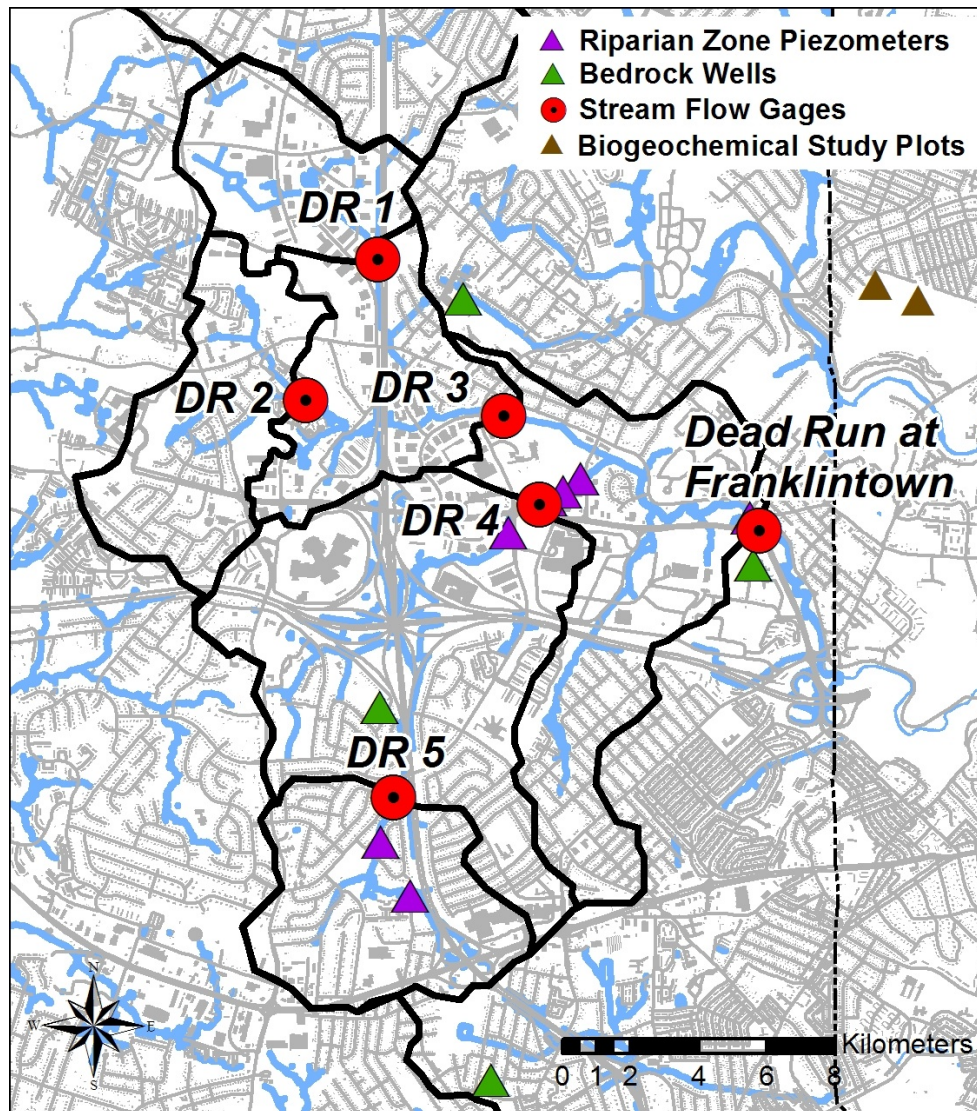 Riparian Zone Piezometers
Bedrock Wells
Stream Flow Gages
Biogeochemical Study Plots
DR 1
DR 2
DR 3
Dead Run at
Franklintown
DR 4
DR 5
N
W E
S
Kilometers
0 1 2 4 6 8